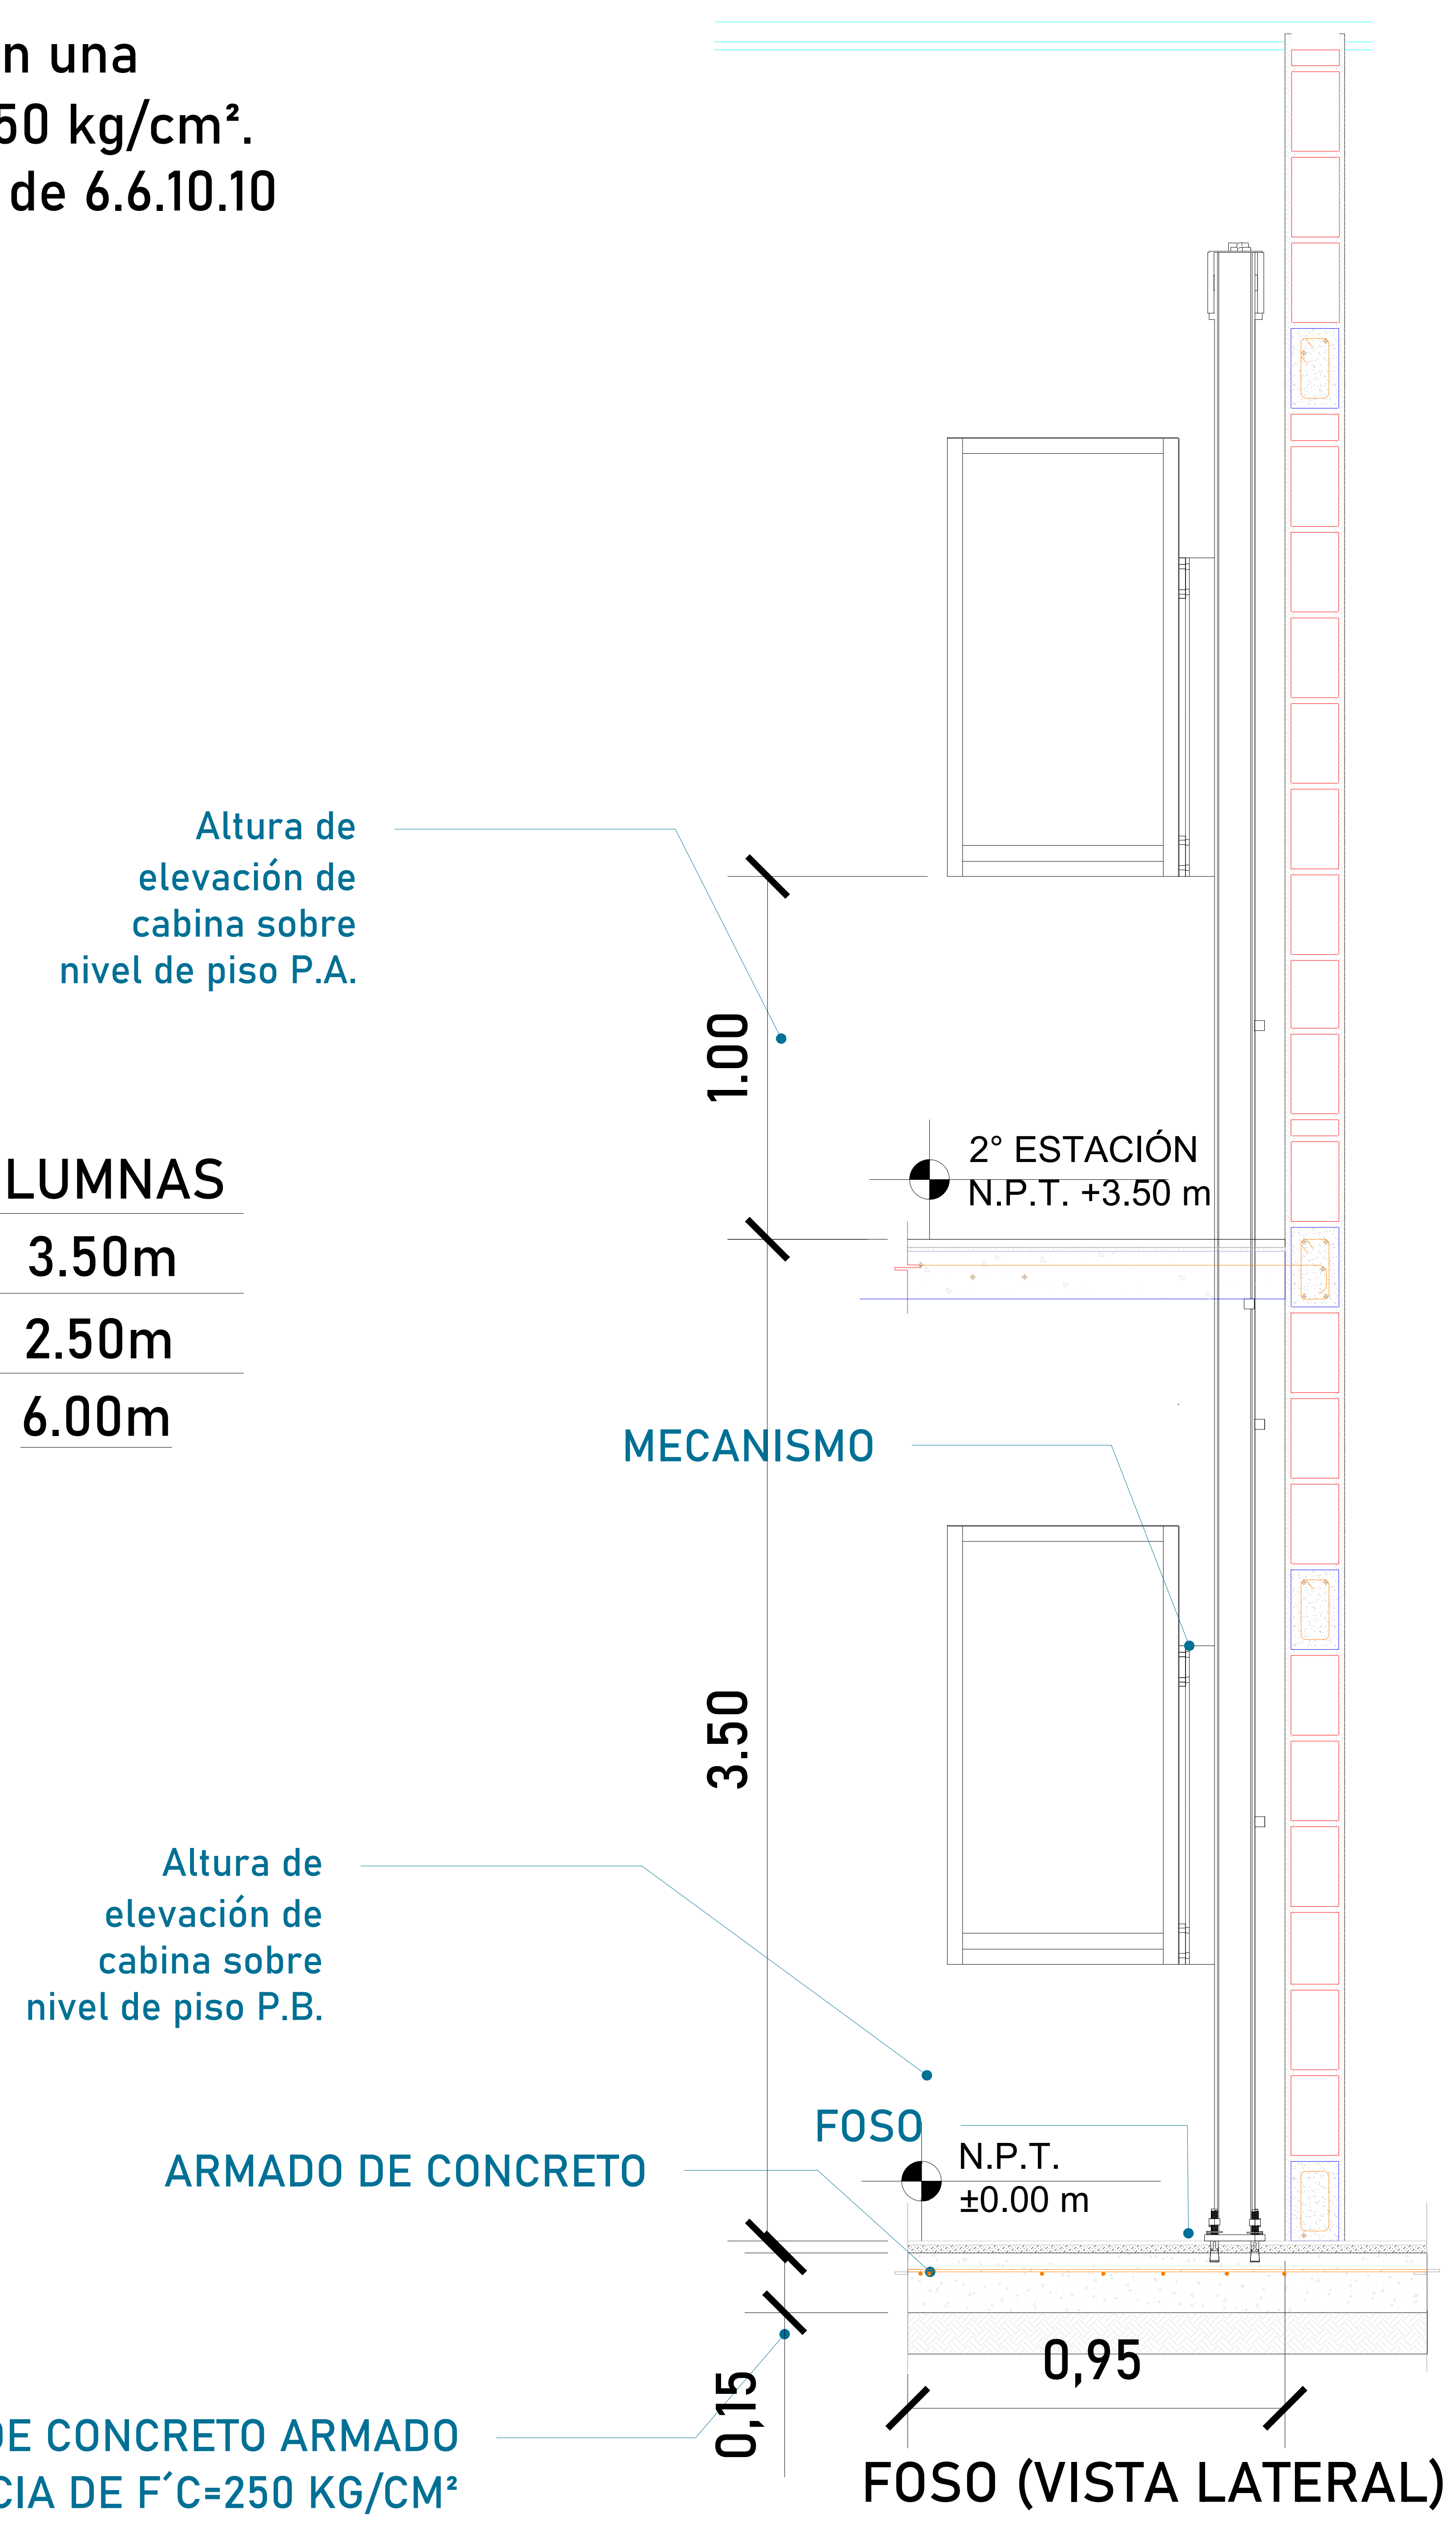 n una
50 kg/cm².
de 6.6.10.10
Altura de
elevación de
cabina sobre
nivel de piso P.A.
1.00
2° ESTACIÓN
N.P.T. +3.50 m
LUMNAS
3.50m
2.50m
6.00m
MECANISMO
3.50
Altura de
elevación de
cabina sobre
nivel de piso P.B.
FOSO
N.P.T.
±0.00 m
ARMADO DE CONCRETO
0,95
0,15
DE CONCRETO ARMADO
CIA DE F´C=250 KG/CM²
FOSO (VISTA LATERAL)